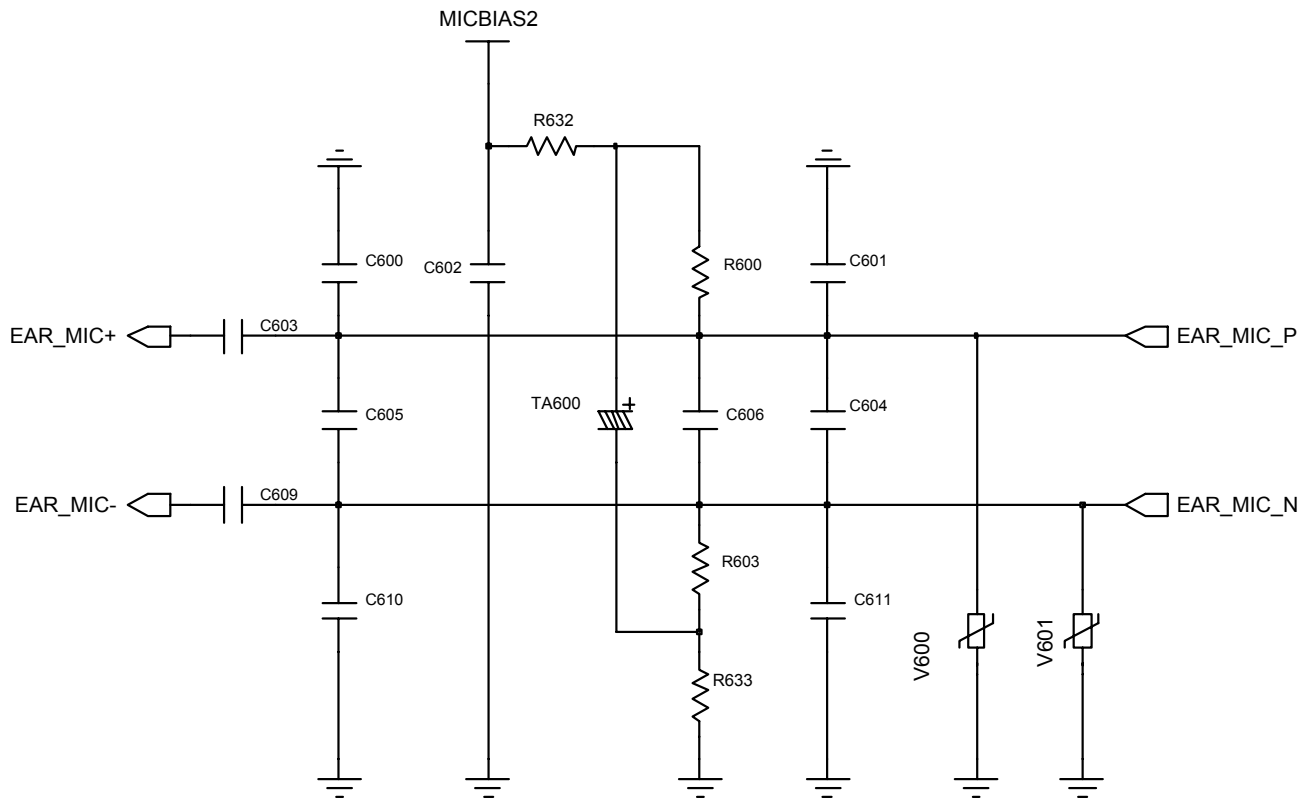 MICBIAS2
R632
C600
C602
R600
C601
EAR_MIC+
C603
EAR_MIC_P
C605
TA600
+
C606
C604
EAR_MIC-
C609
EAR_MIC_N
R603
C610
C611
V600
V601
R633